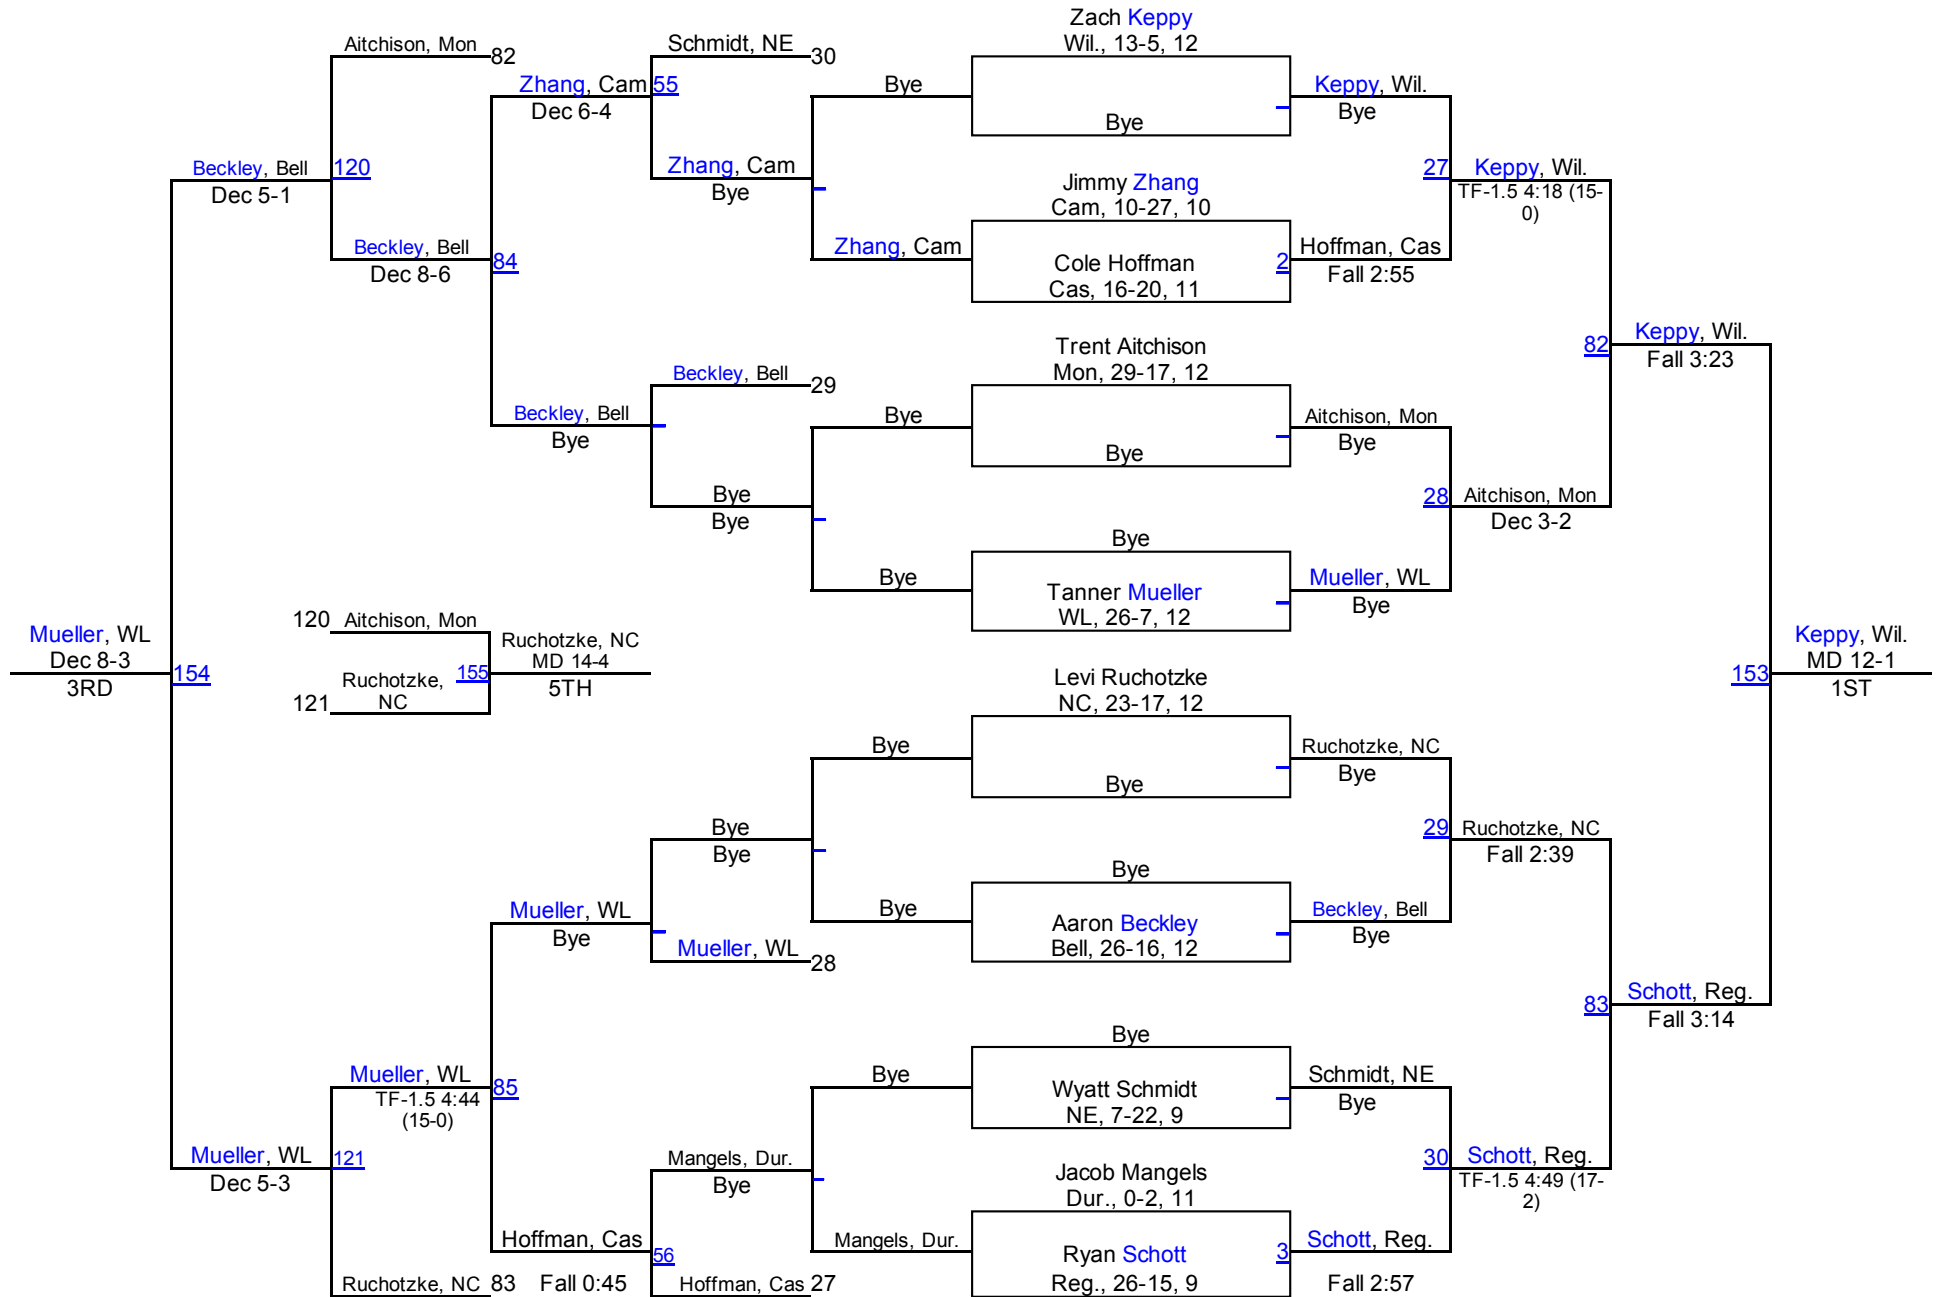 Zach Keppy
Aitchison, Mon
82
Schmidt, NE
30
Wil., 13-5, 12
Zhang, Cam
55
Dec 6-4
Bye
Bye
Keppy, Wil.
Bye
Beckley, Bell
120
Dec 5-1
Zhang, Cam
Bye
Jimmy Zhang
Cam, 10-27, 10
27
Keppy, Wil.
TF-1.5 4:18 (15-
0)
Beckley, Bell
Dec 8-6
84
Zhang, Cam
Cole Hoffman
Cas, 16-20, 11
2
Hoffman, Cas
Fall 2:55
Trent Aitchison
Mon, 29-17, 12
82
Keppy, Wil.
Fall 3:23
Beckley, Bell
29
Beckley, Bell
Bye
Bye
Bye
Aitchison, Mon
Bye
Bye
Bye
28
Aitchison, Mon
Dec 3-2
Bye
Bye
Tanner Mueller
WL, 26-7, 12
Mueller, WL
Bye
Mueller, WL
Dec 8-3
3RD
154
120
Aitchison, Mon
Ruchotzke,
NC
121
155
Ruchotzke, NC
MD 14-4
5TH
Levi Ruchotzke
NC, 23-17, 12
153
Keppy, Wil.
MD 12-1
1ST
Bye
Bye
Ruchotzke, NC
Bye
Bye
Bye
29
Ruchotzke, NC
Fall 2:39
Bye
Mueller, WL
Bye
Bye
Aaron Beckley
Bell, 26-16, 12
Beckley, Bell
Bye
Mueller, WL
28
83
Schott, Reg.
Fall 3:14
Bye
Mueller, WL
85
TF-1.5 4:44
(15-0)
Bye
Wyatt Schmidt
NE, 7-22, 9
Schmidt, NE
Bye
Mueller, WL
121
Dec 5-3
Mangels, Dur.
Bye
Jacob Mangels
Dur., 0-2, 11
30
Schott, Reg.
TF-1.5 4:49 (17-
2)
Hoffman, Cas
56
Fall 0:45
Mangels, Dur.
Ryan Schott
Reg., 26-15, 9
3
Schott, Reg.
Fall 2:57
Ruchotzke, NC
83
Hoffman, Cas
27